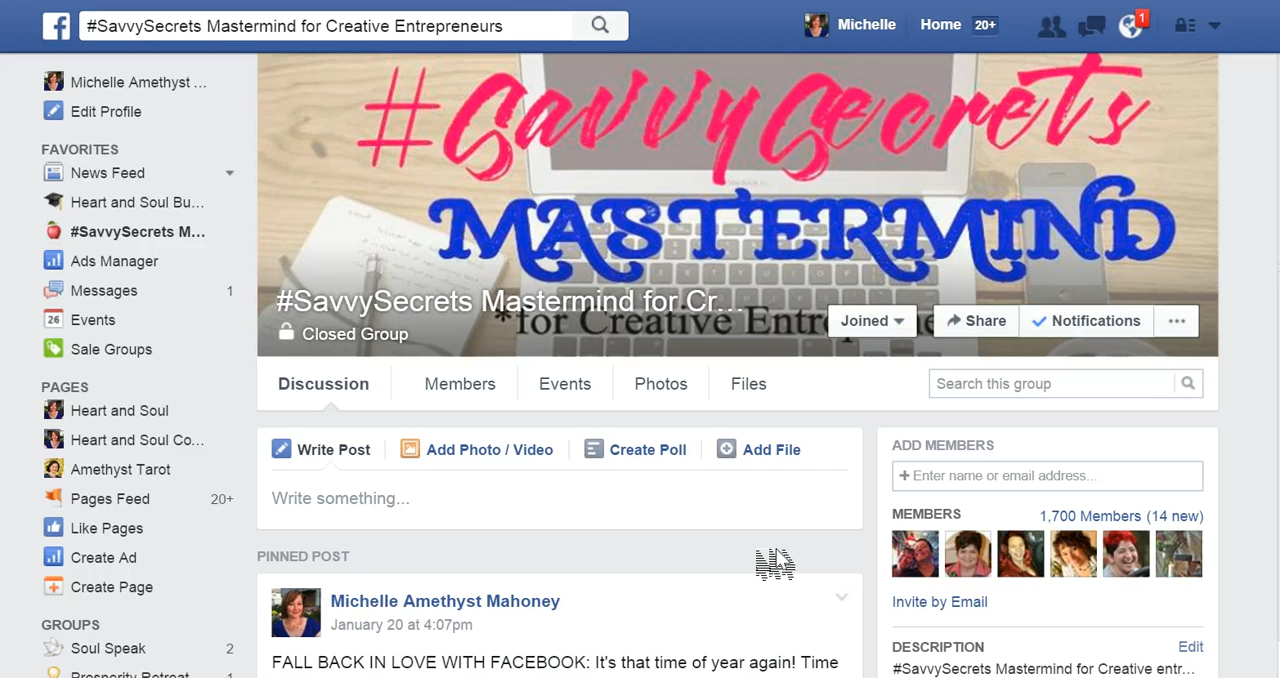 #SavvySecrets Mastermind for Creative Entrepreneurs
Michelle
Home 20+
1
Michelle Amethyst ...
Edit Profile
FAVORITES
News Feed
Heart and Soul Bu...
#SavvySecrets M...
Ads Manager
Messages 1
26 Events
Sale Groups
PAGES
Heart and Soul
Heart and Soul Co...
Amethyst Tarot
Pages Feed 20+
Like Pages
Create Ad
Create Page
GROUPS
Soul Speak 2
Prosperity Retreat 1
#SavvySecrets
MASTERMIND
*for Creative
#SavvySecrets Mastermind for Cr...
Closed Group
Joined
Share
Notifications
...
Discussion Members Events Photos Files
Search this group
Write Post Add Photo / Video Create Poll Add File
Write something...
PINNED POST
Michelle Amethyst Mahoney
January 20 at 4:07pm
FALL BACK IN LOVE WITH FACEBOOK: It's that time of year again! Time
ADD MEMBERS
+ Enter name or email address...
MEMBERS 1,700 Members (14 new)
Invite by Email
DESCRIPTION Edit
#SavvySecrets Mastermind for Creative entr...